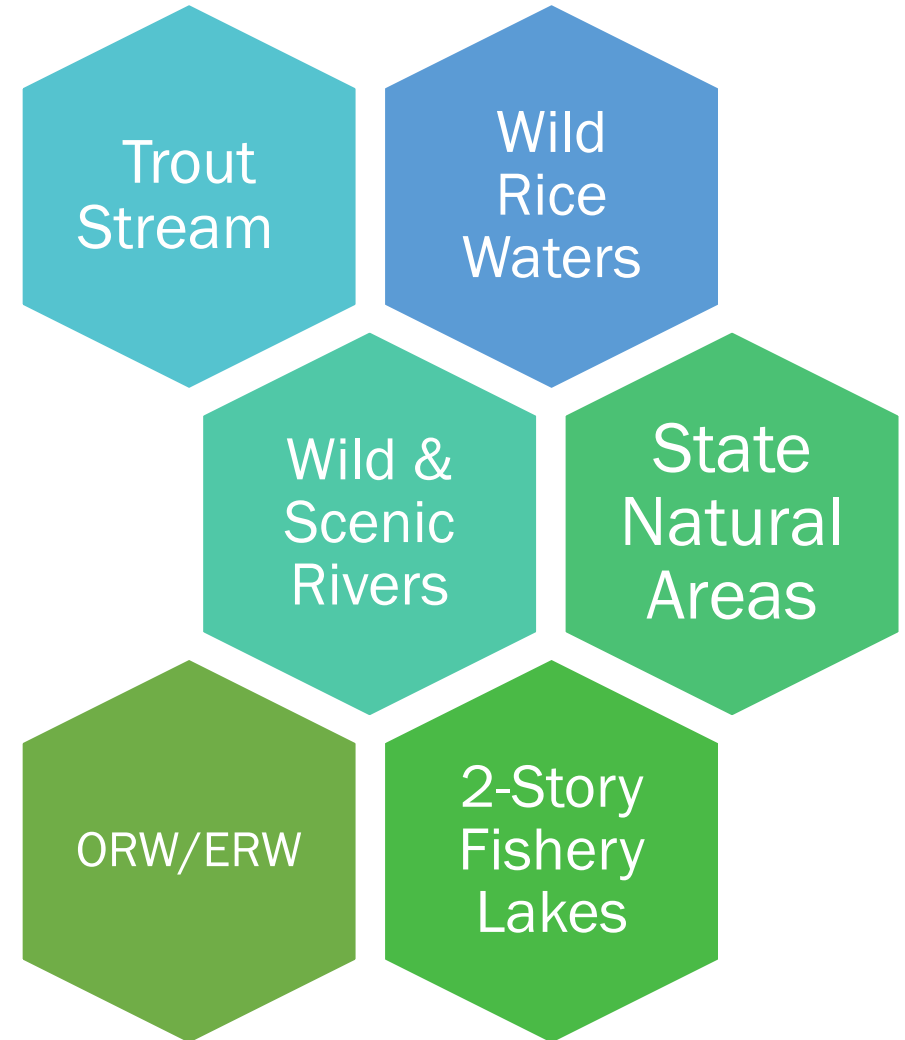 Trout
Stream
Wild
Rice
Waters
Wild &
Scenic
Rivers
State
Natural
Areas
ORW/ERW
2-Story
Fishery
Lakes